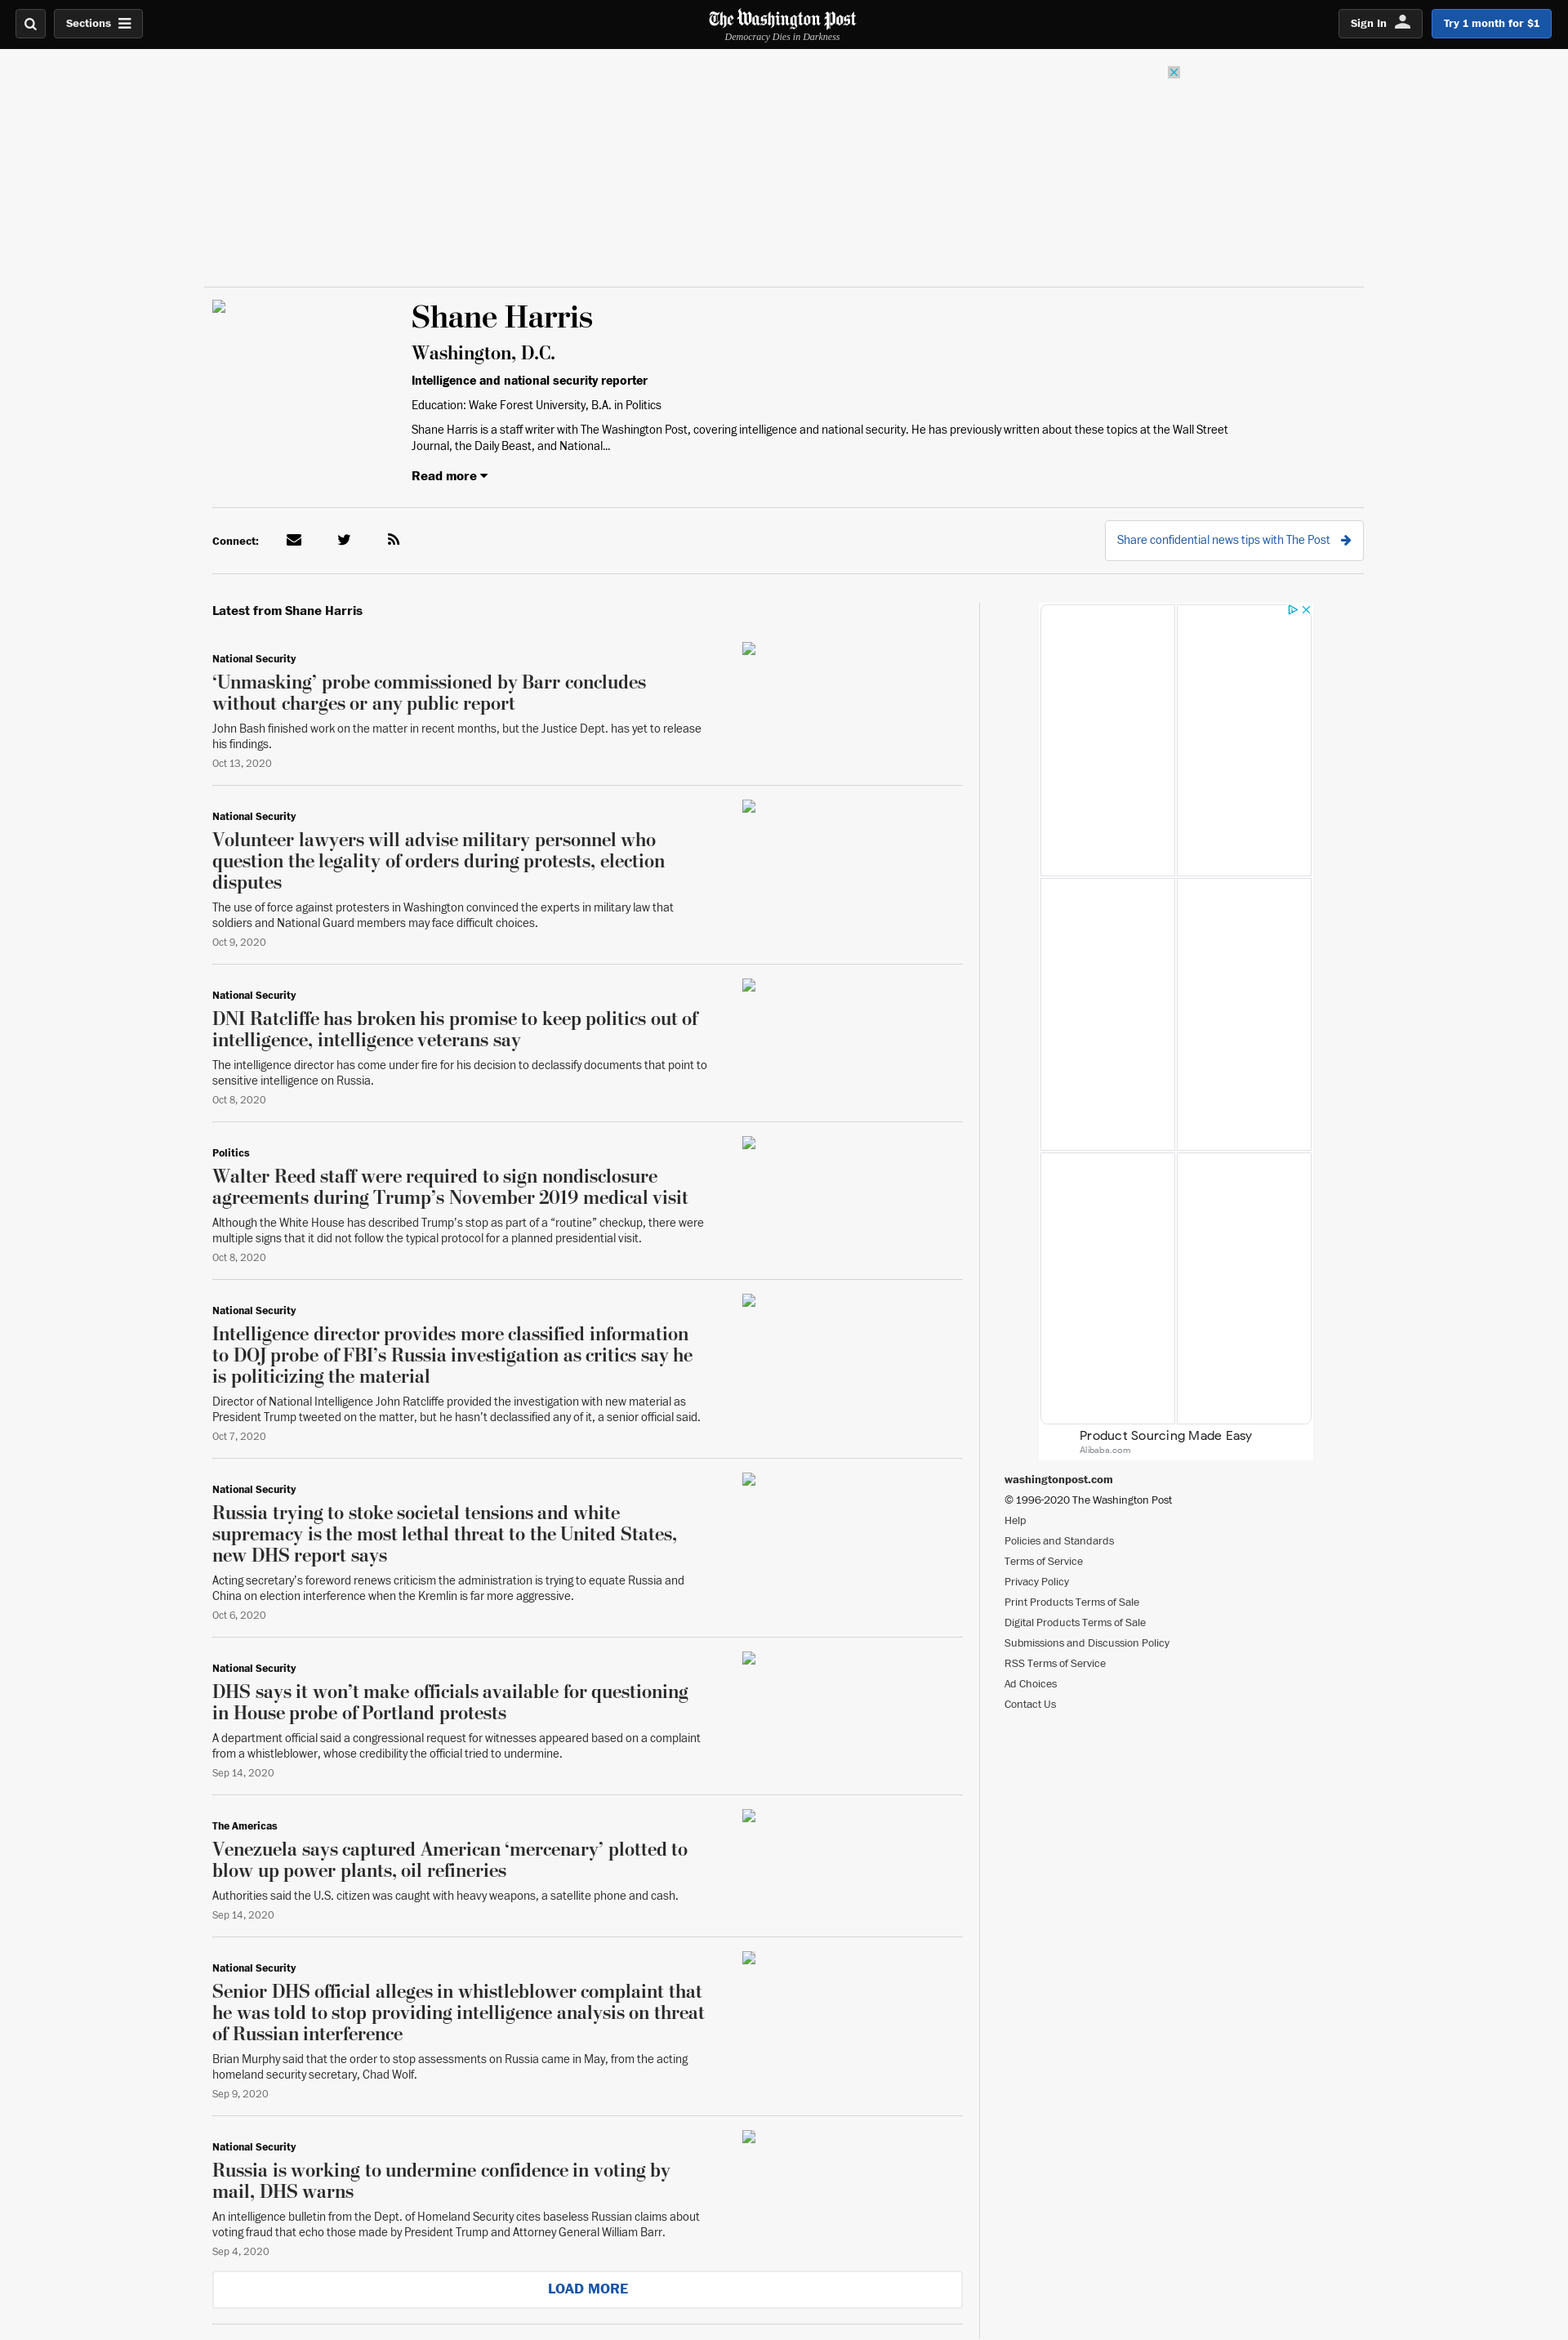 Sections
The Washington Post
Democracy Dies in Darkness
Sign In
Try 1 month for $1
Shane Harris
Washington, D.C.
Intelligence and national security reporter
Education: Wake Forest University, B.A. in Politics
Shane Harris is a staff writer with The Washington Post, covering intelligence and national security. He has previously written about these topics at the Wall Street
Journal, the Daily Beast, and National...
Read more
Connect:
Share confidential news tips with The Post
Latest from Shane Harris
National Security
‘Unmasking’ probe commissioned by Barr concludes
without charges or any public report
John Bash finished work on the matter in recent months, but the Justice Dept. has yet to release
his findings.
Oct 13, 2020
National Security
Volunteer lawyers will advise military personnel who
question the legality of orders during protests, election
disputes
The use of force against protesters in Washington convinced the experts in military law that
soldiers and National Guard members may face difficult choices.
Oct 9, 2020
National Security
DNI Ratcliffe has broken his promise to keep politics out of
intelligence, intelligence veterans say
The intelligence director has come under fire for his decision to declassify documents that point to
sensitive intelligence on Russia.
Oct 8, 2020
Politics
Walter Reed staff were required to sign nondisclosure
agreements during Trump’s November 2019 medical visit
Although the White House has described Trump’s stop as part of a “routine” checkup, there were
multiple signs that it did not follow the typical protocol for a planned presidential visit.
Oct 8, 2020
National Security
Intelligence director provides more classified information
to DOJ probe of FBI’s Russia investigation as critics say he
is politicizing the material
Director of National Intelligence John Ratcliffe provided the investigation with new material as
President Trump tweeted on the matter, but he hasn’t declassified any of it, a senior official said.
Oct 7, 2020
National Security
Russia trying to stoke societal tensions and white
supremacy is the most lethal threat to the United States,
new DHS report says
Acting secretary’s foreword renews criticism the administration is trying to equate Russia and
China on election interference when the Kremlin is far more aggressive.
Oct 6, 2020
National Security
DHS says it won’t make officials available for questioning
in House probe of Portland protests
A department official said a congressional request for witnesses appeared based on a complaint
from a whistleblower, whose credibility the official tried to undermine.
Sep 14, 2020
The Americas
Venezuela says captured American ‘mercenary’ plotted to
blow up power plants, oil refineries
Authorities said the U.S. citizen was caught with heavy weapons, a satellite phone and cash.
Sep 14, 2020
National Security
Senior DHS official alleges in whistleblower complaint that
he was told to stop providing intelligence analysis on threat
of Russian interference
Brian Murphy said that the order to stop assessments on Russia came in May, from the acting
homeland security secretary, Chad Wolf.
Sep 9, 2020
National Security
Russia is working to undermine confidence in voting by
mail, DHS warns
An intelligence bulletin from the Dept. of Homeland Security cites baseless Russian claims about
voting fraud that echo those made by President Trump and Attorney General William Barr.
Sep 4, 2020
LOAD MORE
Product Sourcing Made Easy
Alibaba.com
washingtonpost.com
© 1996-2020 The Washington Post
Help
Policies and Standards
Terms of Service
Privacy Policy
Print Products Terms of Sale
Digital Products Terms of Sale
Submissions and Discussion Policy
RSS Terms of Service
Ad Choices
Contact Us